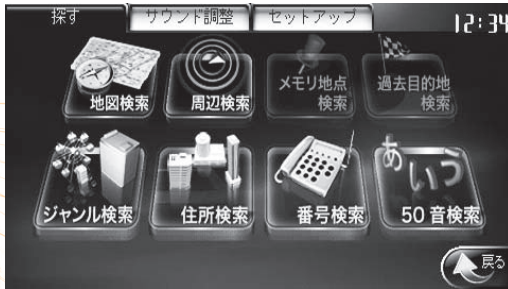 探す
サウンド調整
セットアップ
12:34
地図検索
周辺検索
メモリ地点
検索
過去目的地
検索
ジャンル検索
住所検索
番号検索
あいう
50音検索
戻る